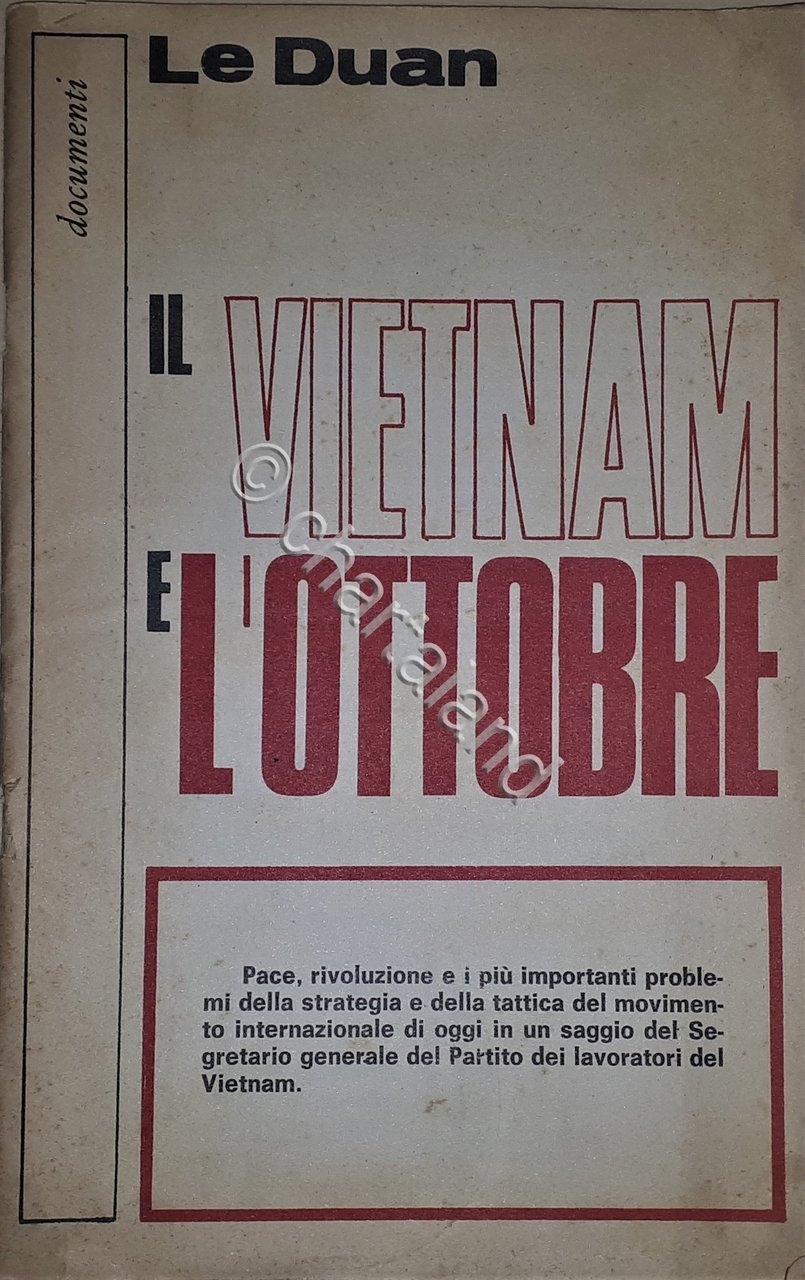 Le Duan
documenti
IL VIETNAM
E L'OTTOBRE
© chartaland
Pace, rivoluzione e i più importanti proble-
mi della strategia e della tattica del movimen-
to internazionale di oggi in un saggio del Se-
gretario generale del Partito dei lavoratori del
Vietnam.